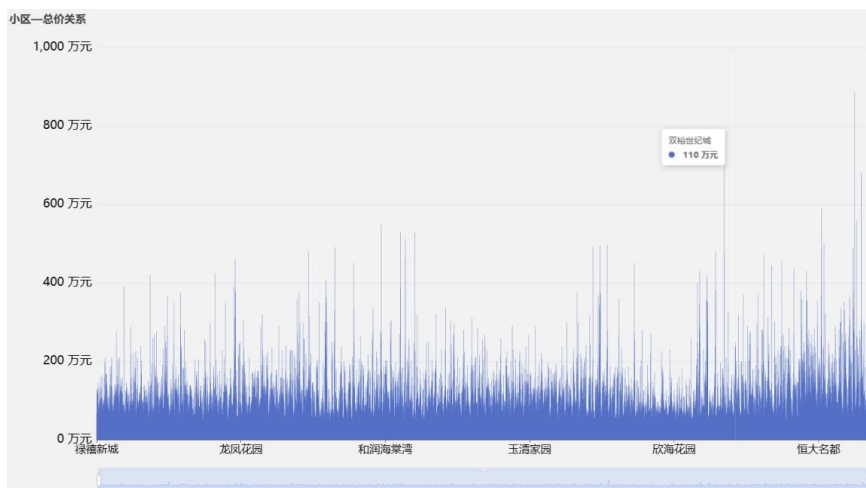 小区—总价关系
1,000 万元
800 万元
双裕世纪城
110 万元
600 万元
400 万元
200 万元
0 万元
禄禧新城 龙凤花园 和润海棠湾 玉清家园 欣海花园 恒大名都